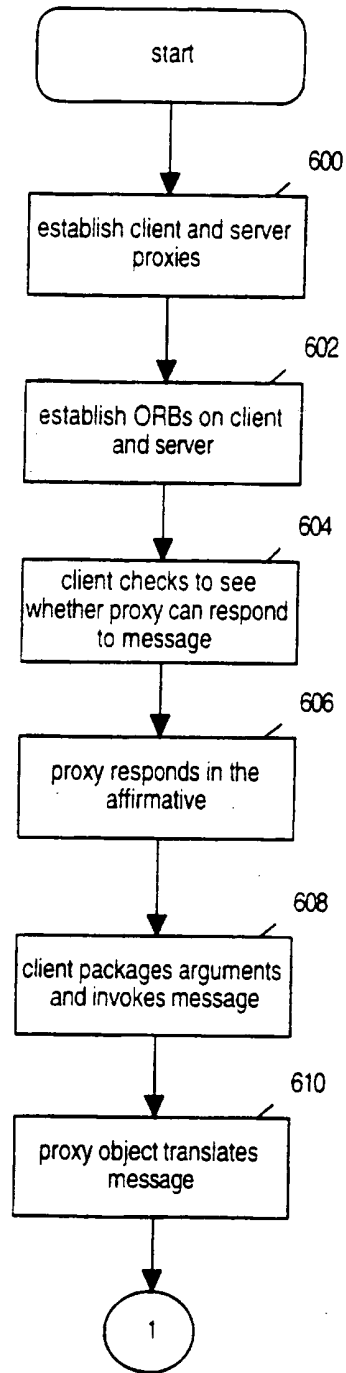 start
600
establish client and server
proxies
602
establish ORBs on client
and server
604
client checks to see
whether proxy can respond
to message
606
proxy responds in the
affirmative
608
client packages arguments
and invokes message
610
proxy object translates
message
1